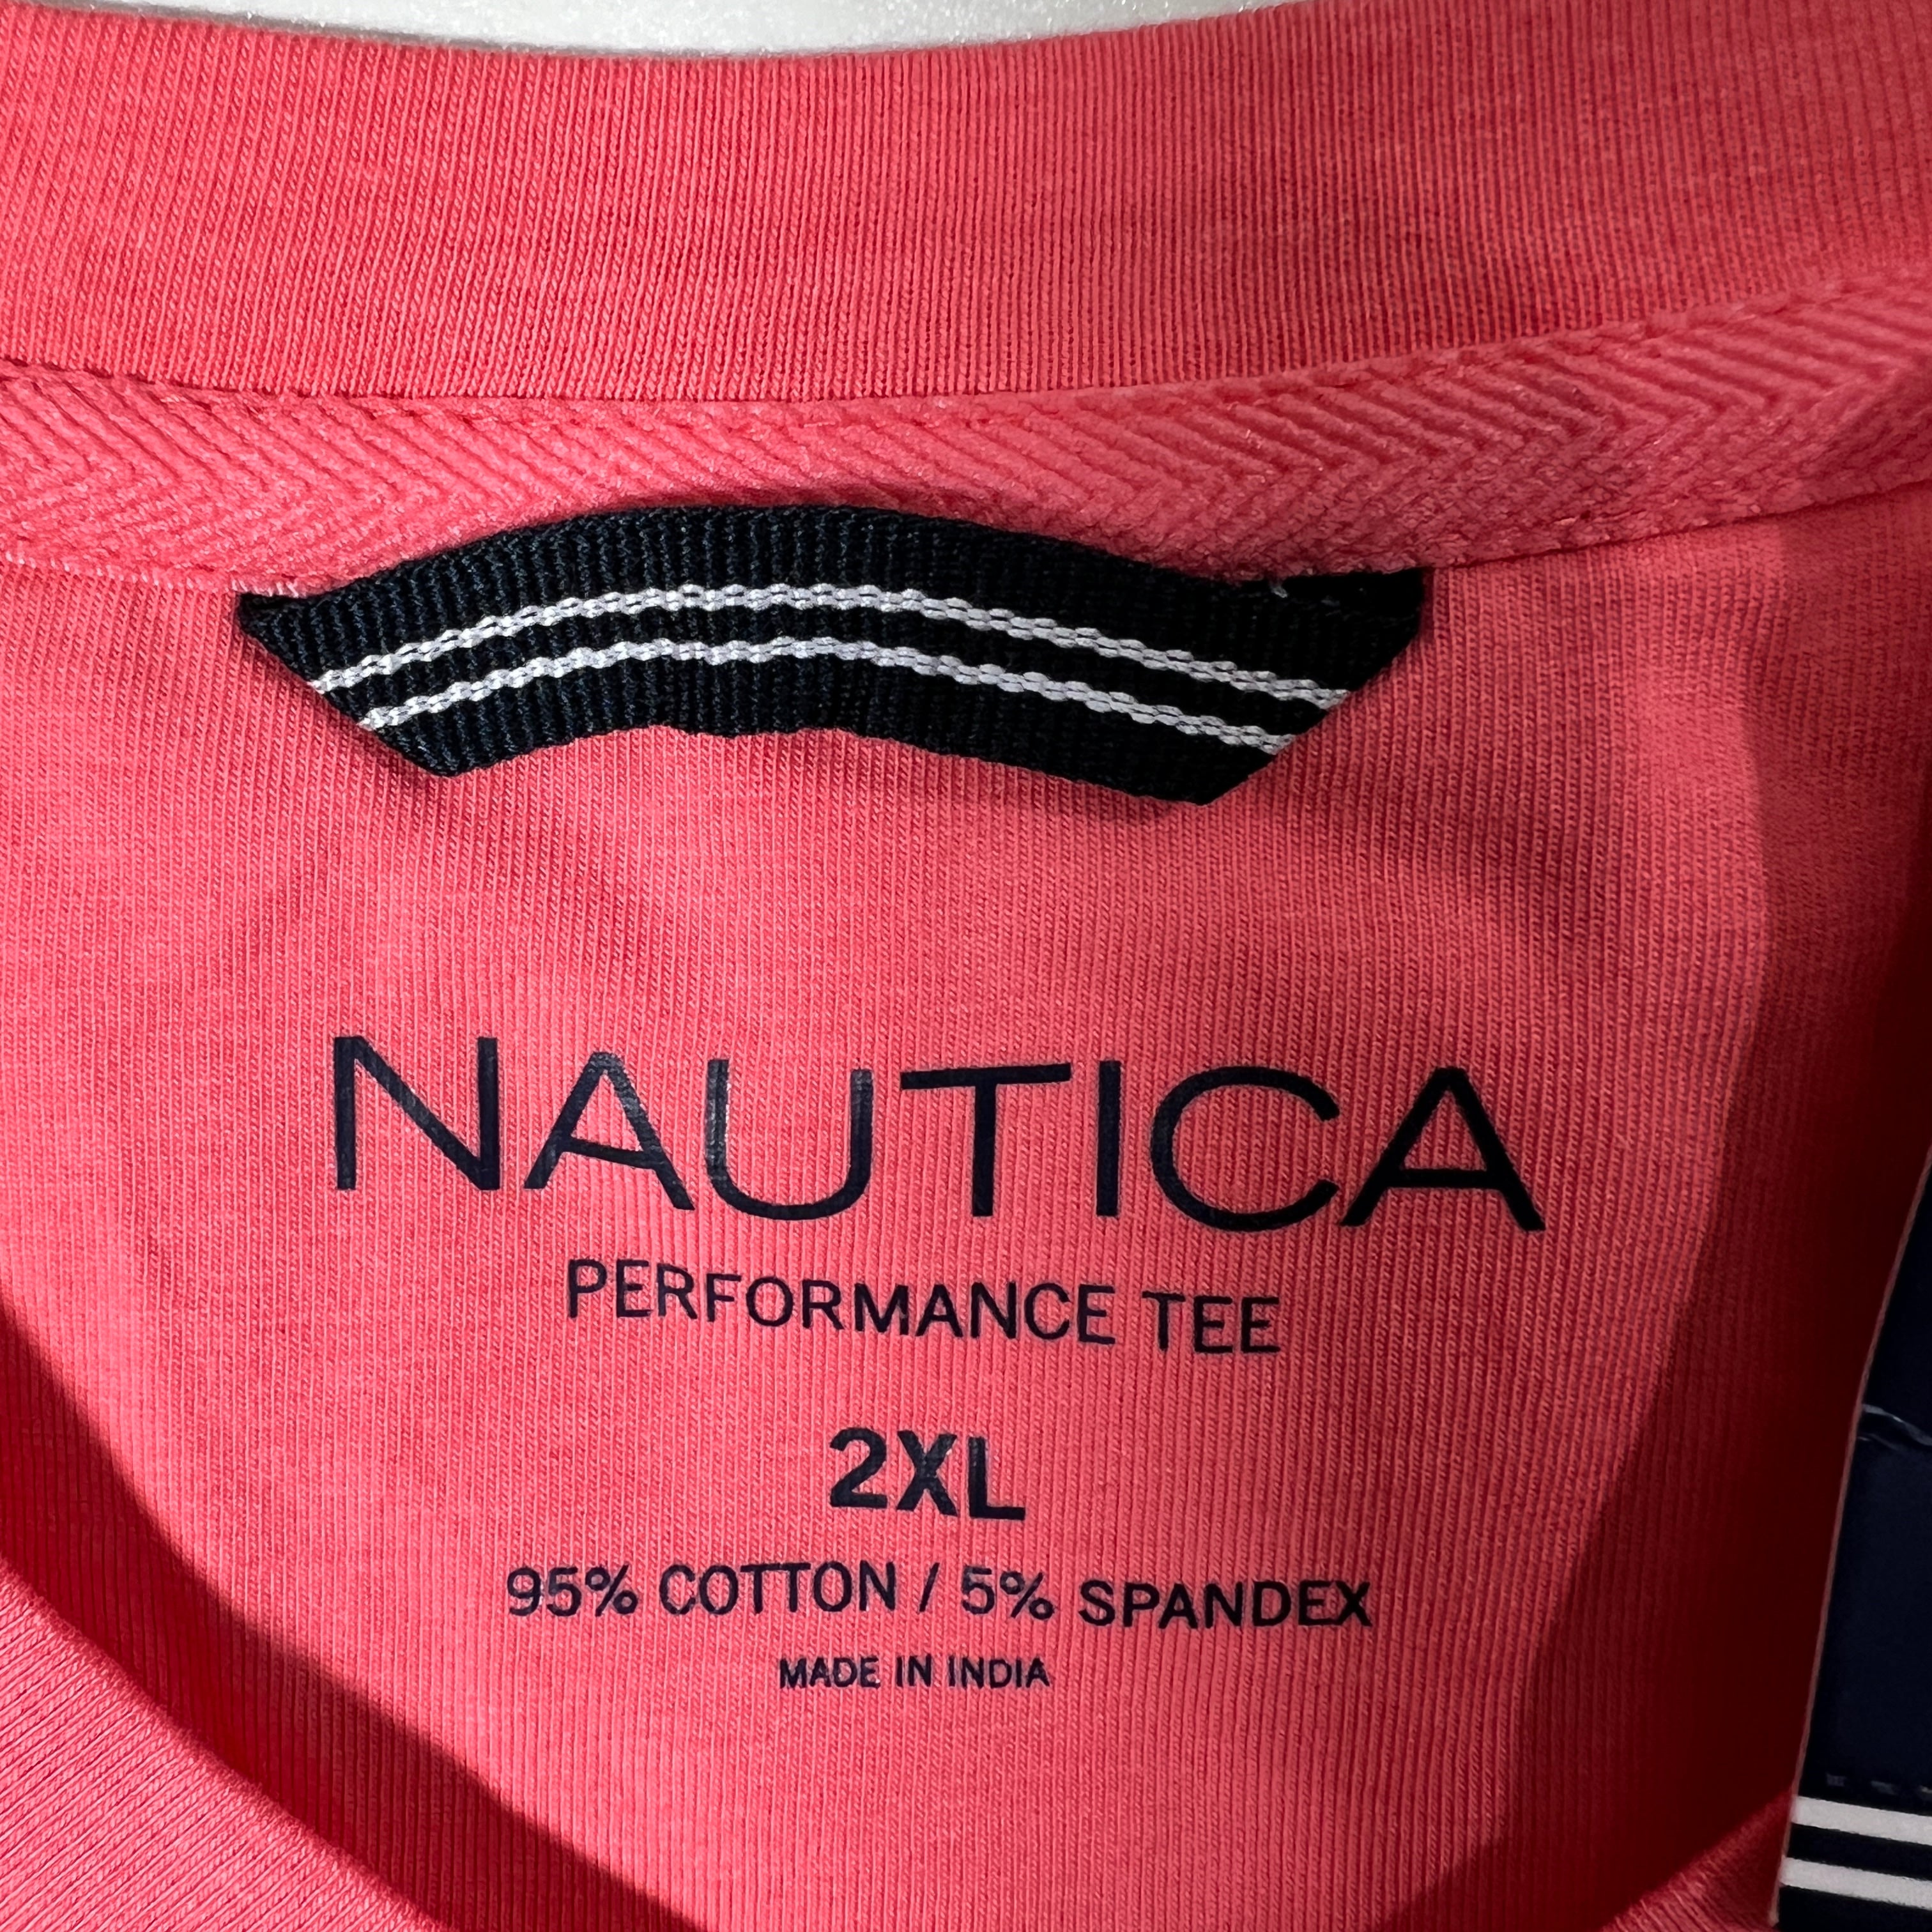 NAUTICA
PERFORMANCE TEE
2XL
95% COTTON / 5% SPANDEX
MADE IN INDIA